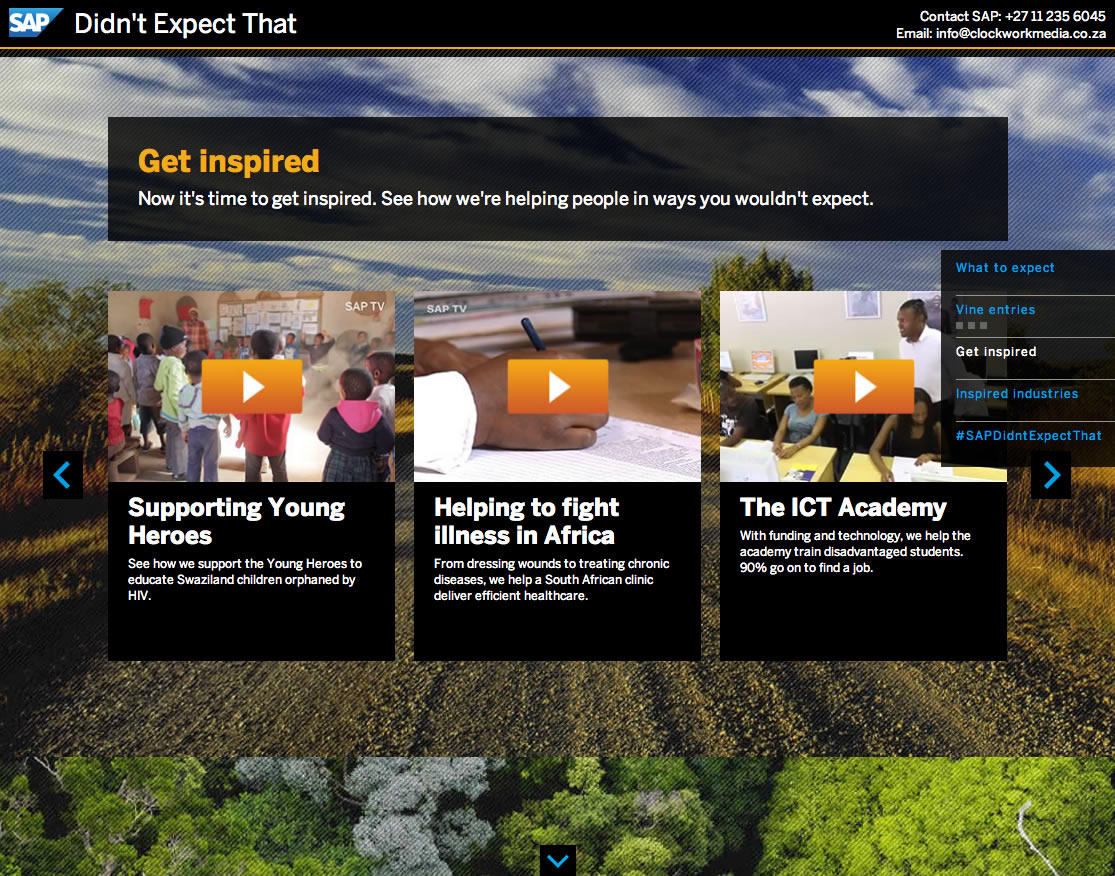 SAP
Didn't Expect That
Contact SAP: +27 11 235 6045
Email: info@clockworkmedia.co.za
Get inspired
Now it's time to get inspired. See how we're helping people in ways you wouldn't expect.
What to expect
Vine entries
Get inspired
Inspired industries
#SAPDidntExpectThat
SAP TV
SAP TV
Supporting Young
Heroes
See how we support the Young Heroes to
educate Swaziland children orphaned by
HIV.
Helping to fight
illness in Africa
From dressing wounds to treating chronic
diseases, we help a South African clinic
deliver efficient healthcare.
The ICT Academy
With funding and technology, we help the
academy train disadvantaged students.
90% go on to find a job.